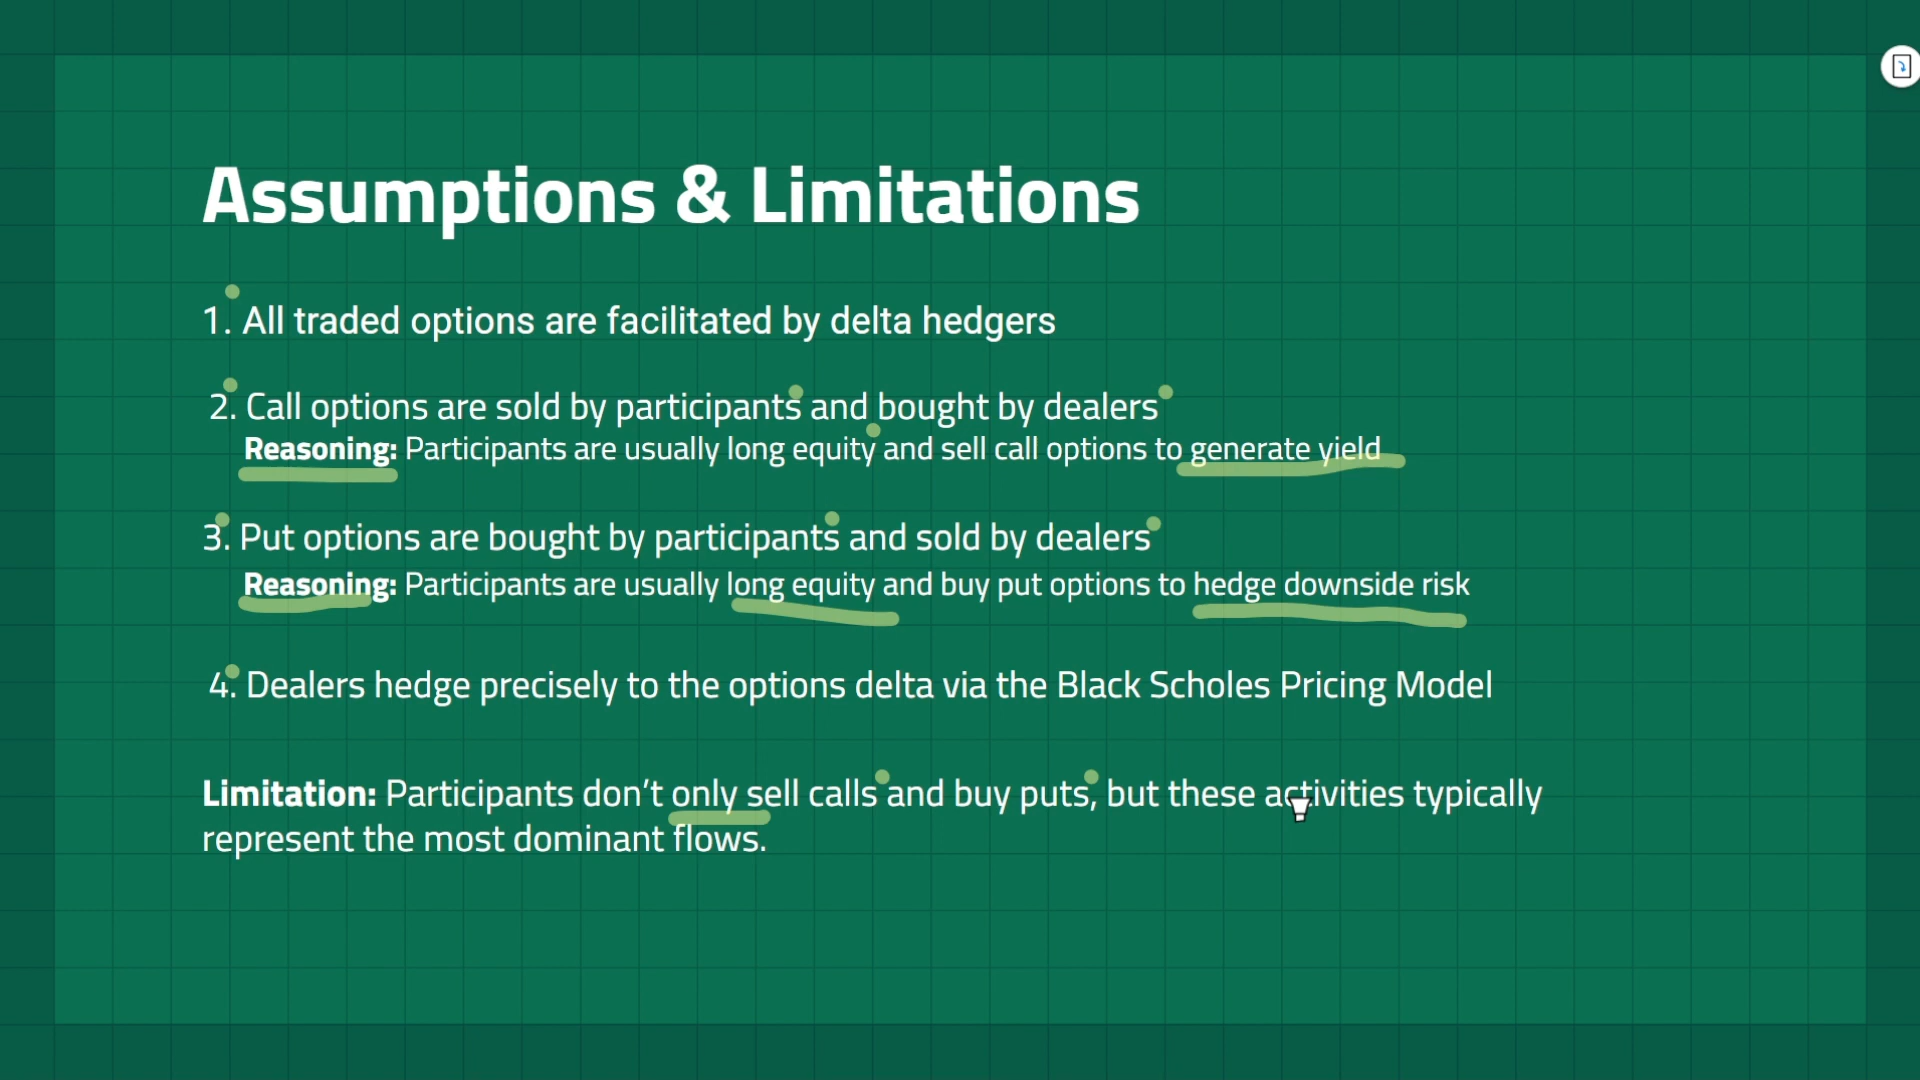 Assumptions & Limitations
1. All traded options are facilitated by delta hedgers
2. Call options are sold by participants and bought by dealers
Reasoning: Participants are usually long equity and sell call options to generate yield
3. Put options are bought by participants and sold by dealers
Reasoning: Participants are usually long equity and buy put options to hedge downside risk
4. Dealers hedge precisely to the options delta via the Black Scholes Pricing Model
Limitation: Participants don’t only sell calls and buy puts, but these activities typically
represent the most dominant flows.